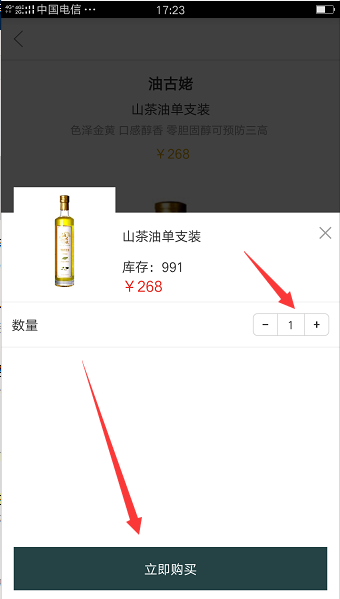 中国电信 ··· 17:23
油古姥
山茶油单支装
色泽金黄 口感醇香 零胆固醇可预防三高
￥268
山茶油单支装
库存：991
￥268
数量 - 1 +
立即购买